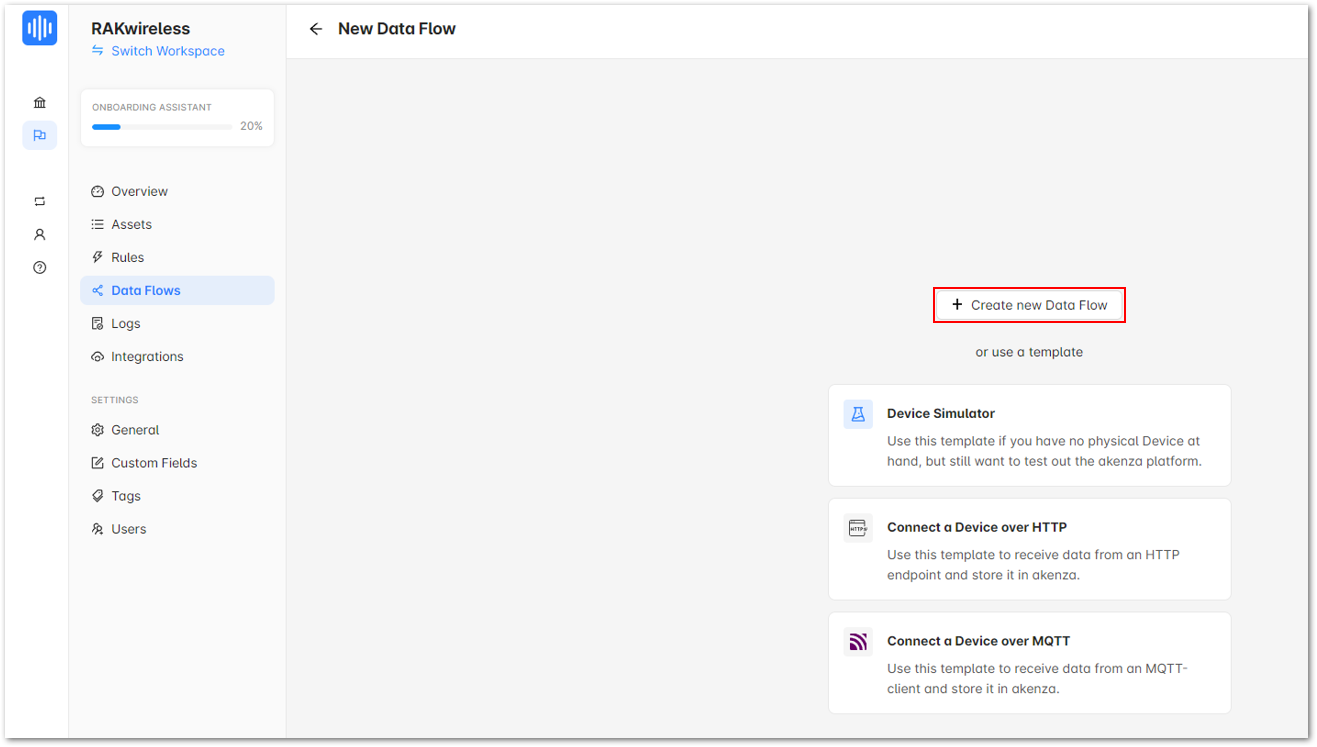 RAKwireless
Switch Workspace
ONBOARDING ASSISTANT
20%
Overview
Assets
Rules
Data Flows
Logs
Integrations
SETTINGS
General
Custom Fields
Tags
Users
New Data Flow
+ Create new Data Flow
or use a template
Device Simulator
Use this template if you have no physical Device at
hand, but still want to test out the akenza platform.
HTTP
Connect a Device over HTTP
Use this template to receive data from an HTTP
endpoint and store it in akenza.
Connect a Device over MQTT
Use this template to receive data from an MQTT-
client and store it in akenza.